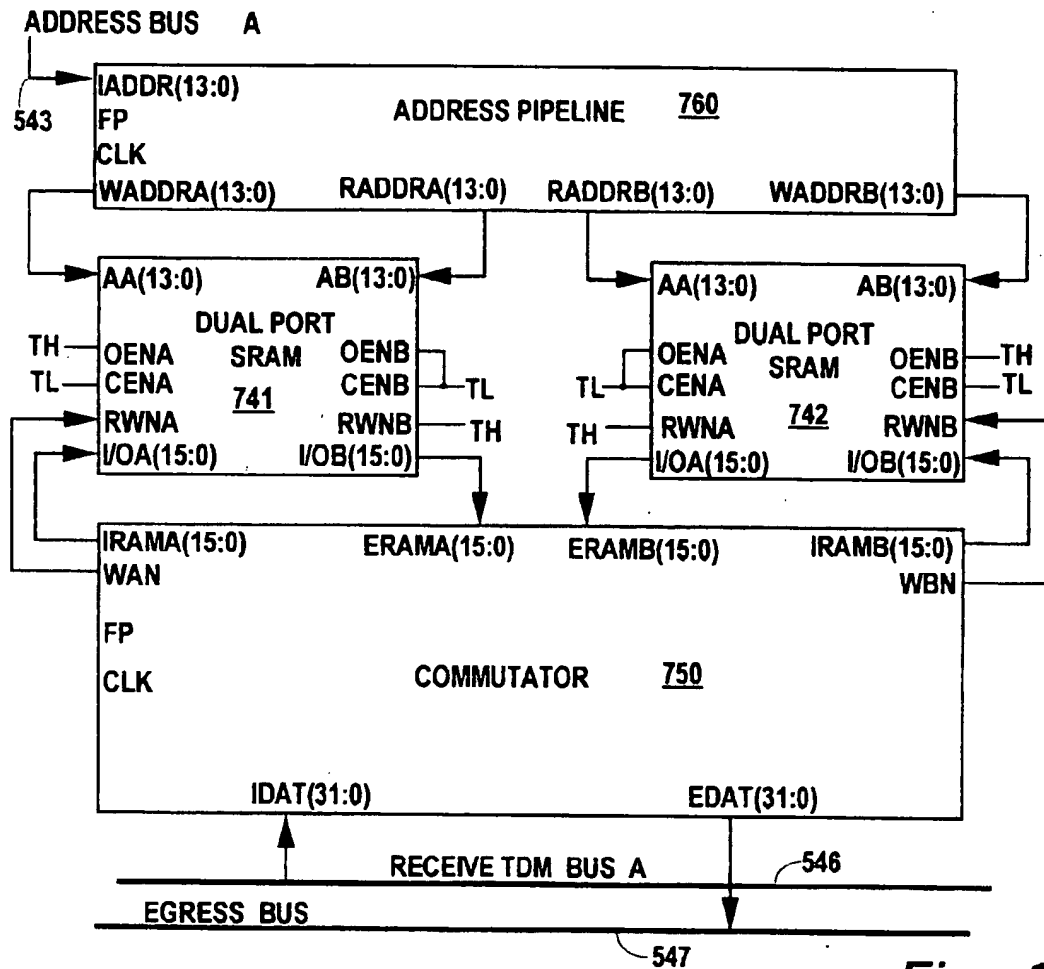 ADDRESS BUS A
543
IADDR(13:0)
FP
CLK
ADDRESS PIPELINE 760
WADDRA(13:0) RADDRA(13:0) RADDRB(13:0) WADDRB(13:0)
AA(13:0) AB(13:0)
DUAL PORT
SRAM
741
TH OENA OENB
TL CENA CENB TL
RWNA RWNB TH
I/OA(15:0) I/OB(15:0)
AA(13:0) AB(13:0)
DUAL PORT
SRAM
742
OENA OENB TH
TL CENA CENB TL
TH RWNA RWNB
I/OA(15:0) I/OB(15:0)
IRAMA(15:0) ERAMA(15:0) ERAMB(15:0) IRAMB(15:0)
WAN WBN
FP
CLK
COMMUTATOR 750
IDAT(31:0) EDAT(31:0)
RECEIVE TDM BUS A 546
EGRESS BUS
547